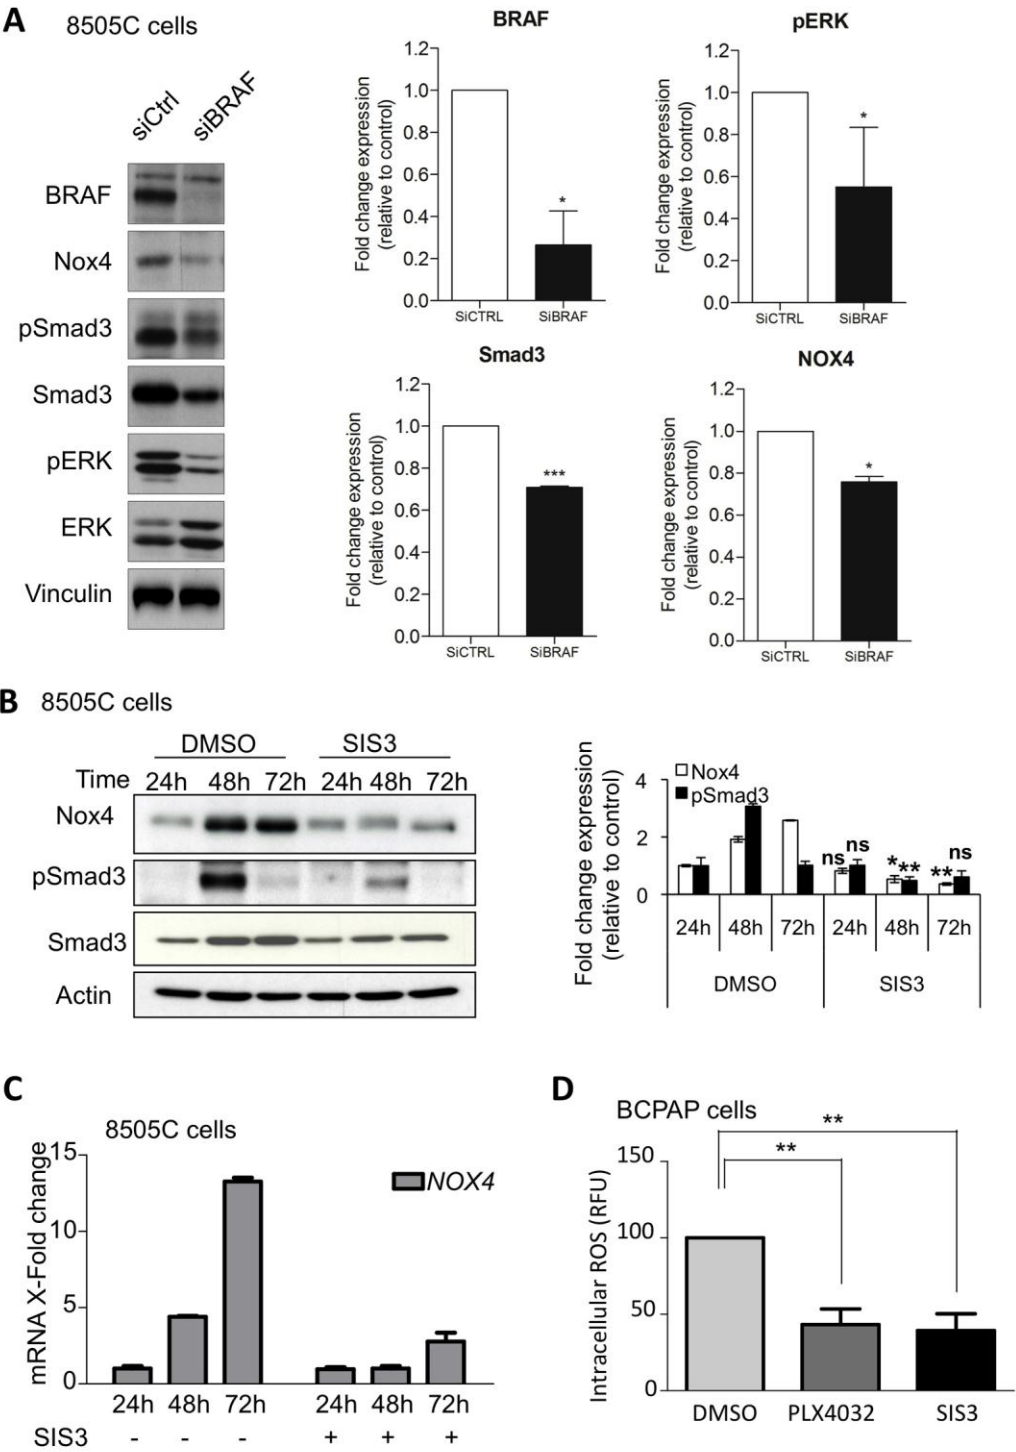 A 8505C cells
siCtrl siBRAF
BRAF
Nox4
pSmad3
Smad3
pERK
ERK
Vinculin
BRAF
Fold change expression
(relative to control)
1.2
1.0
0.8
0.6
0.4
0.2
0.0
*
SiCTRL SiBRAF
pERK
Fold change expression
(relative to control)
1.2
1.0
0.8
0.6
0.4
0.2
0.0
*
SiCTRL SiBRAF
Smad3
Fold change expression
(relative to control)
1.2
1.0
0.8
0.6
0.4
0.2
0.0
***
SiCTRL SiBRAF
NOX4
Fold change expression
(relative to control)
1.2
1.0
0.8
0.6
0.4
0.2
0.0
*
SiCTRL SiBRAF
B 8505C cells
DMSO SIS3
Time 24h 48h 72h 24h 48h 72h
Nox4
pSmad3
Smad3
Actin
Fold change expression
(relative to control)
4
2
0
Nox4
pSmad3
ns ns * ** ** ns
24h 48h 72h 24h 48h 72h
DMSO SIS3
C
8505C cells
mRNA X-Fold change
15
10
5
0
NOX4
24h 48h 72h 24h 48h 72h
SIS3 - - - + + +
D
BCPAP cells
**
**
Intracellular ROS (RFU)
150
100
50
0
DMSO PLX4032 SIS3